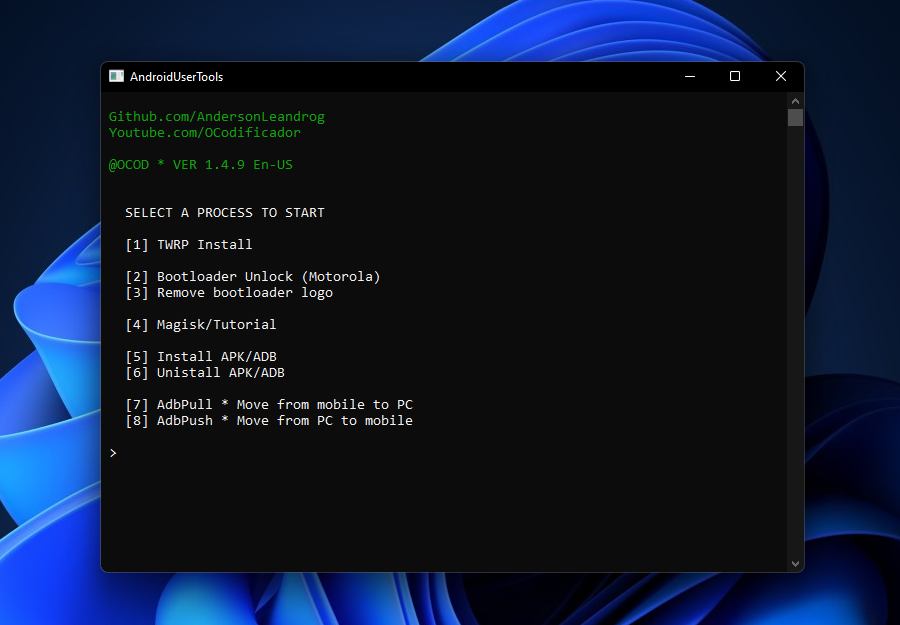 AndroidUserTools
Github.com/AndersonLeandrog
Youtube.com/OCodificador
@OCOD * VER 1.4.9 En-US
SELECT A PROCESS TO START
[1] TWRP Install
[2] Bootloader Unlock (Motorola)
[3] Remove bootloader logo
[4] Magisk/Tutorial
[5] Install APK/ADB
[6] Unistall APK/ADB
[7] AdbPull * Move from mobile to PC
[8] AdbPush * Move from PC to mobile
>